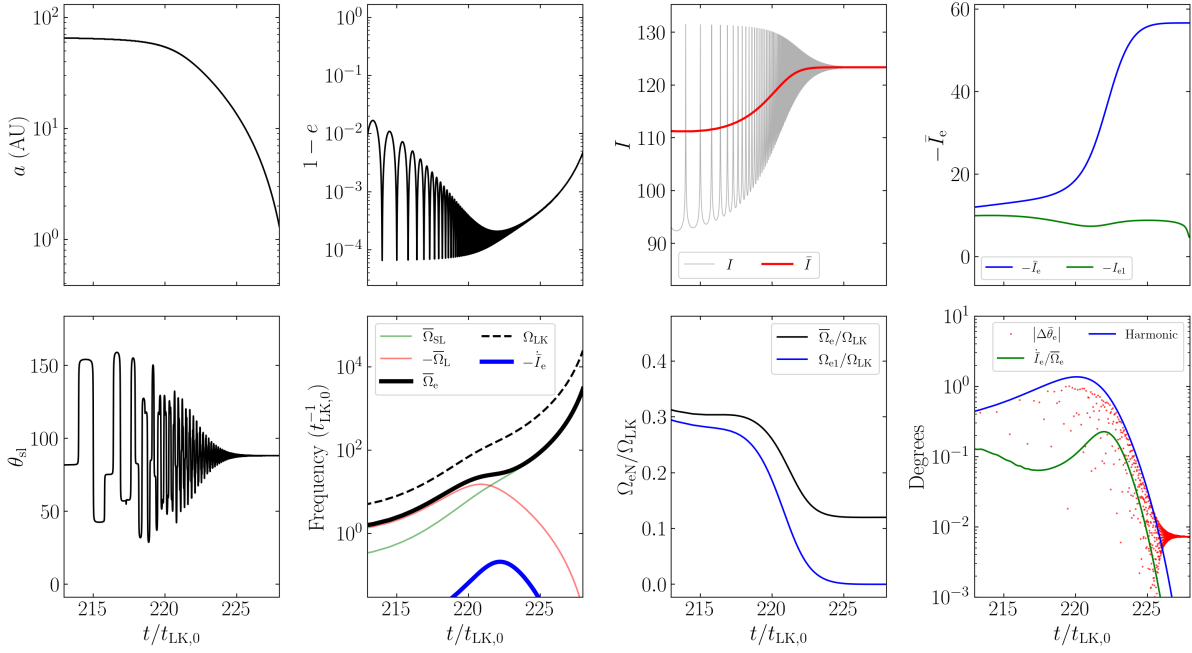 10²
10¹
10⁰
a (AU)
10⁰
10⁻¹
10⁻²
10⁻³
10⁻⁴
1 − e
130
120
110
100
90
I
I
Ī
60
40
20
0
−Ī_e
−Ī_e
−I_e1
150
100
50
0
θ_sl
215
220
225
t/t_LK,0
Ω̅_SL
−Ω̅_L
Ω̅_e
Ω_LK
−İ̄_e
10⁴
10²
10⁰
Frequency (t_LK,0⁻¹)
215
220
225
t/t_LK,0
Ω̅_e/Ω_LK
Ω_e1/Ω_LK
0.4
0.3
0.2
0.1
0.0
Ω_eN/Ω_LK
215
220
225
t/t_LK,0
|Δθ̄_e|
İ̄_e/Ω̅_e
Harmonic
10¹
10⁰
10⁻¹
10⁻²
10⁻³
Degrees
215
220
225
t/t_LK,0